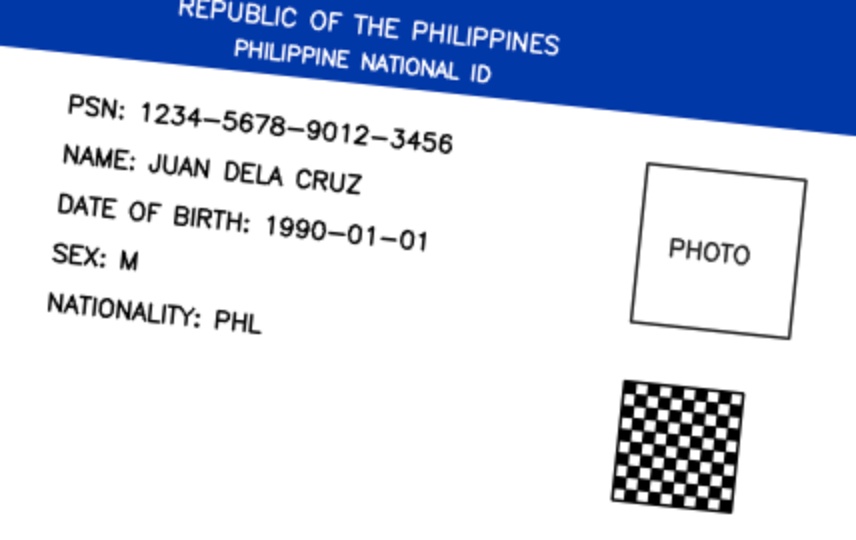 REPUBLIC OF THE PHILIPPINES
PHILIPPINE NATIONAL ID
PSN: 1234-5678-9012-3456
NAME: JUAN DELA CRUZ
DATE OF BIRTH: 1990-01-01
SEX: M
NATIONALITY: PHL
PHOTO